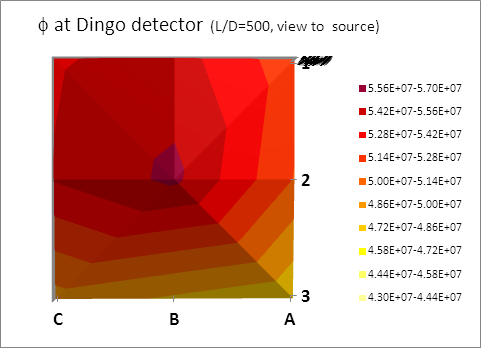 ϕ at Dingo detector (L/D=500, view to source)
1
5.56E+07-5.70E+07
5.42E+07-5.56E+07
5.28E+07-5.42E+07
5.14E+07-5.28E+07
5.00E+07-5.14E+07
4.86E+07-5.00E+07
4.72E+07-4.86E+07
4.58E+07-4.72E+07
4.44E+07-4.58E+07
4.30E+07-4.44E+07
2
3
C B A